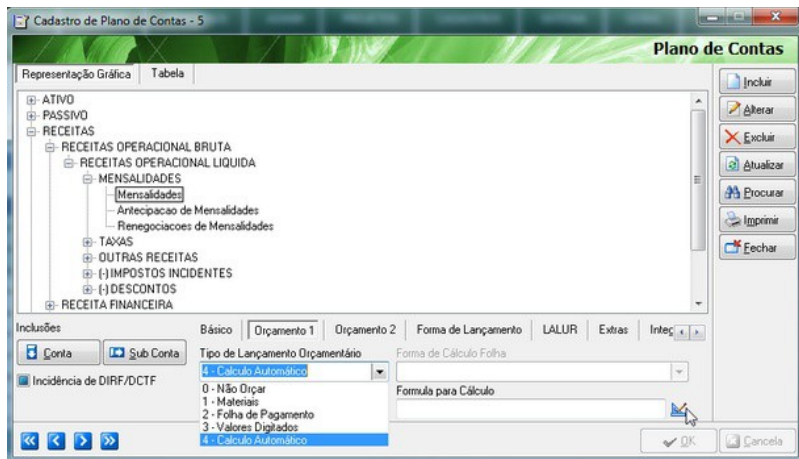 Cadastro de Plano de Contas - 5
Plano de Contas
Representação Gráfica Tabela
ATIVO
PASSIVO
RECEITAS
RECEITAS OPERACIONAL BRUTA
RECEITAS OPERACIONAL LIQUIDA
MENSALIDADES
Mensalidades
Antecipacao de Mensalidades
Renegociacoes de Mensalidades
TAXAS
OUTRAS RECEITAS
(-) IMPOSTOS INCIDENTES
(-) DESCONTOS
RECEITA FINANCEIRA
Incluir
Alterar
Excluir
Atualizar
Procurar
Imprimir
Fechar
Inclusões
Conta Sub Conta
Incidência de DIRF/DCTF
Básico Orçamento 1 Orçamento 2 Forma de Lançamento LALUR Extras Integ
Tipo de Lançamento Orçamentário Forma de Cálculo Folha
4 - Calculo Automático
0 - Não Orçar
1 - Materiais
2 - Folha de Pagamento
3 - Valores Digitados
4 - Calculo Automático
Formula para Cálculo
OK Cancela